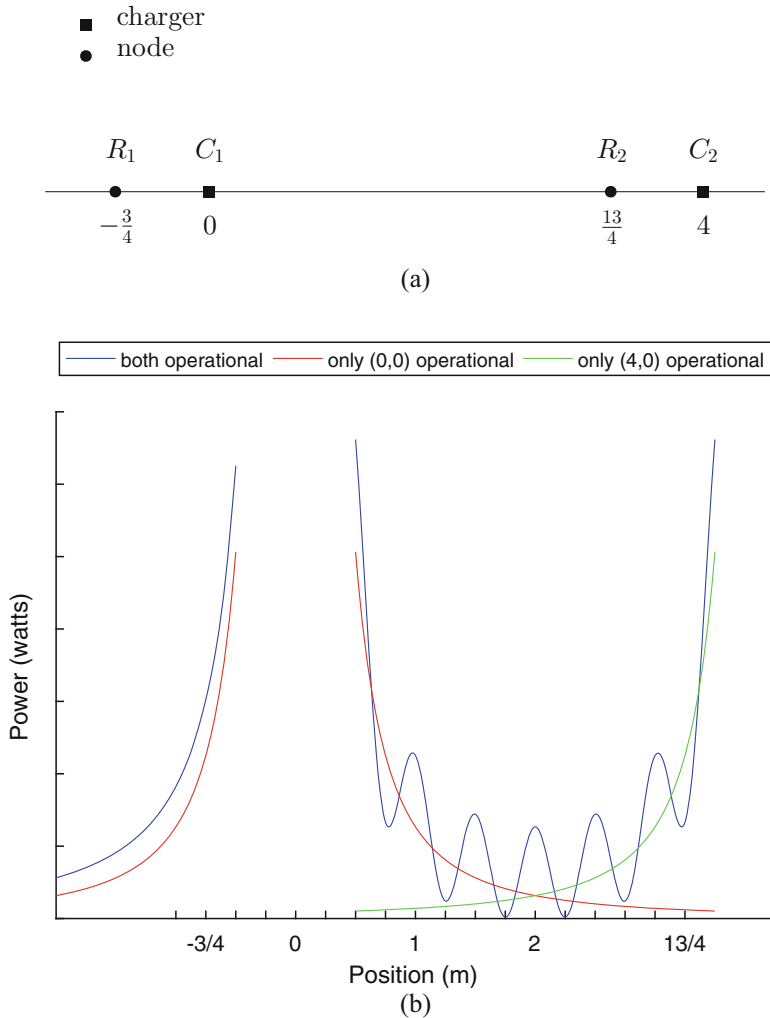 charger
node
R₁ C₁ R₂ C₂
−3/4 0 13/4 4
(a)
both operational only (0,0) operational only (4,0) operational
Power (watts)
-3/4 0 1 2 13/4
Position (m)
(b)